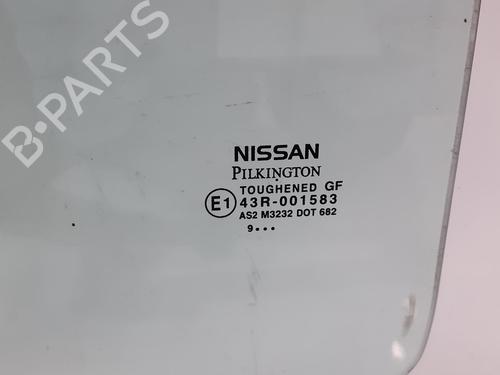 B-PARTS
NISSAN
PILKINGTON
TOUGHENED GF
E1 43R-001583
AS2 M3232 DOT 682
9•••